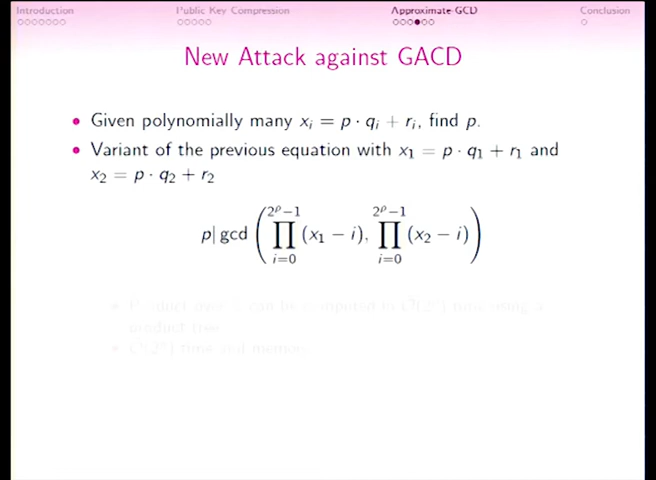 Introduction Public Key Compression Approximate-GCD Conclusion
New Attack against GACD
• Given polynomially many xᵢ = p · qᵢ + rᵢ, find p.
• Variant of the previous equation with x₁ = p · q₁ + r₁ and
x₂ = p · q₂ + r₂
p| gcd ( ∏_{i=0}^{2^ρ−1} (x₁ − i), ∏_{i=0}^{2^ρ−1} (x₂ − i) )
product tree